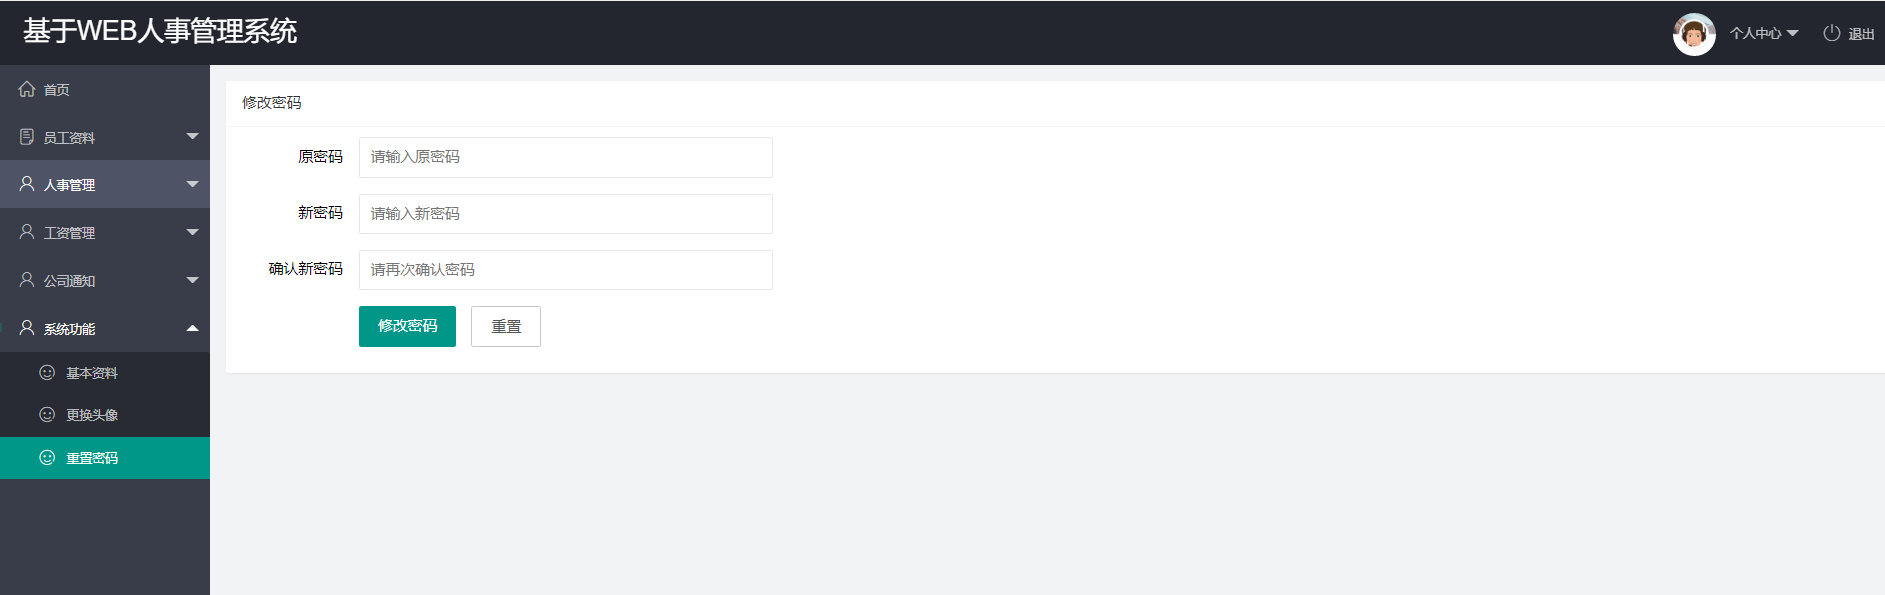 基于WEB人事管理系统
个人中心
退出
首页
员工资料
人事管理
工资管理
公司通知
系统功能
基本资料
更换头像
重置密码
修改密码
原密码 请输入原密码
新密码 请输入新密码
确认新密码 请再次确认密码
修改密码 重置